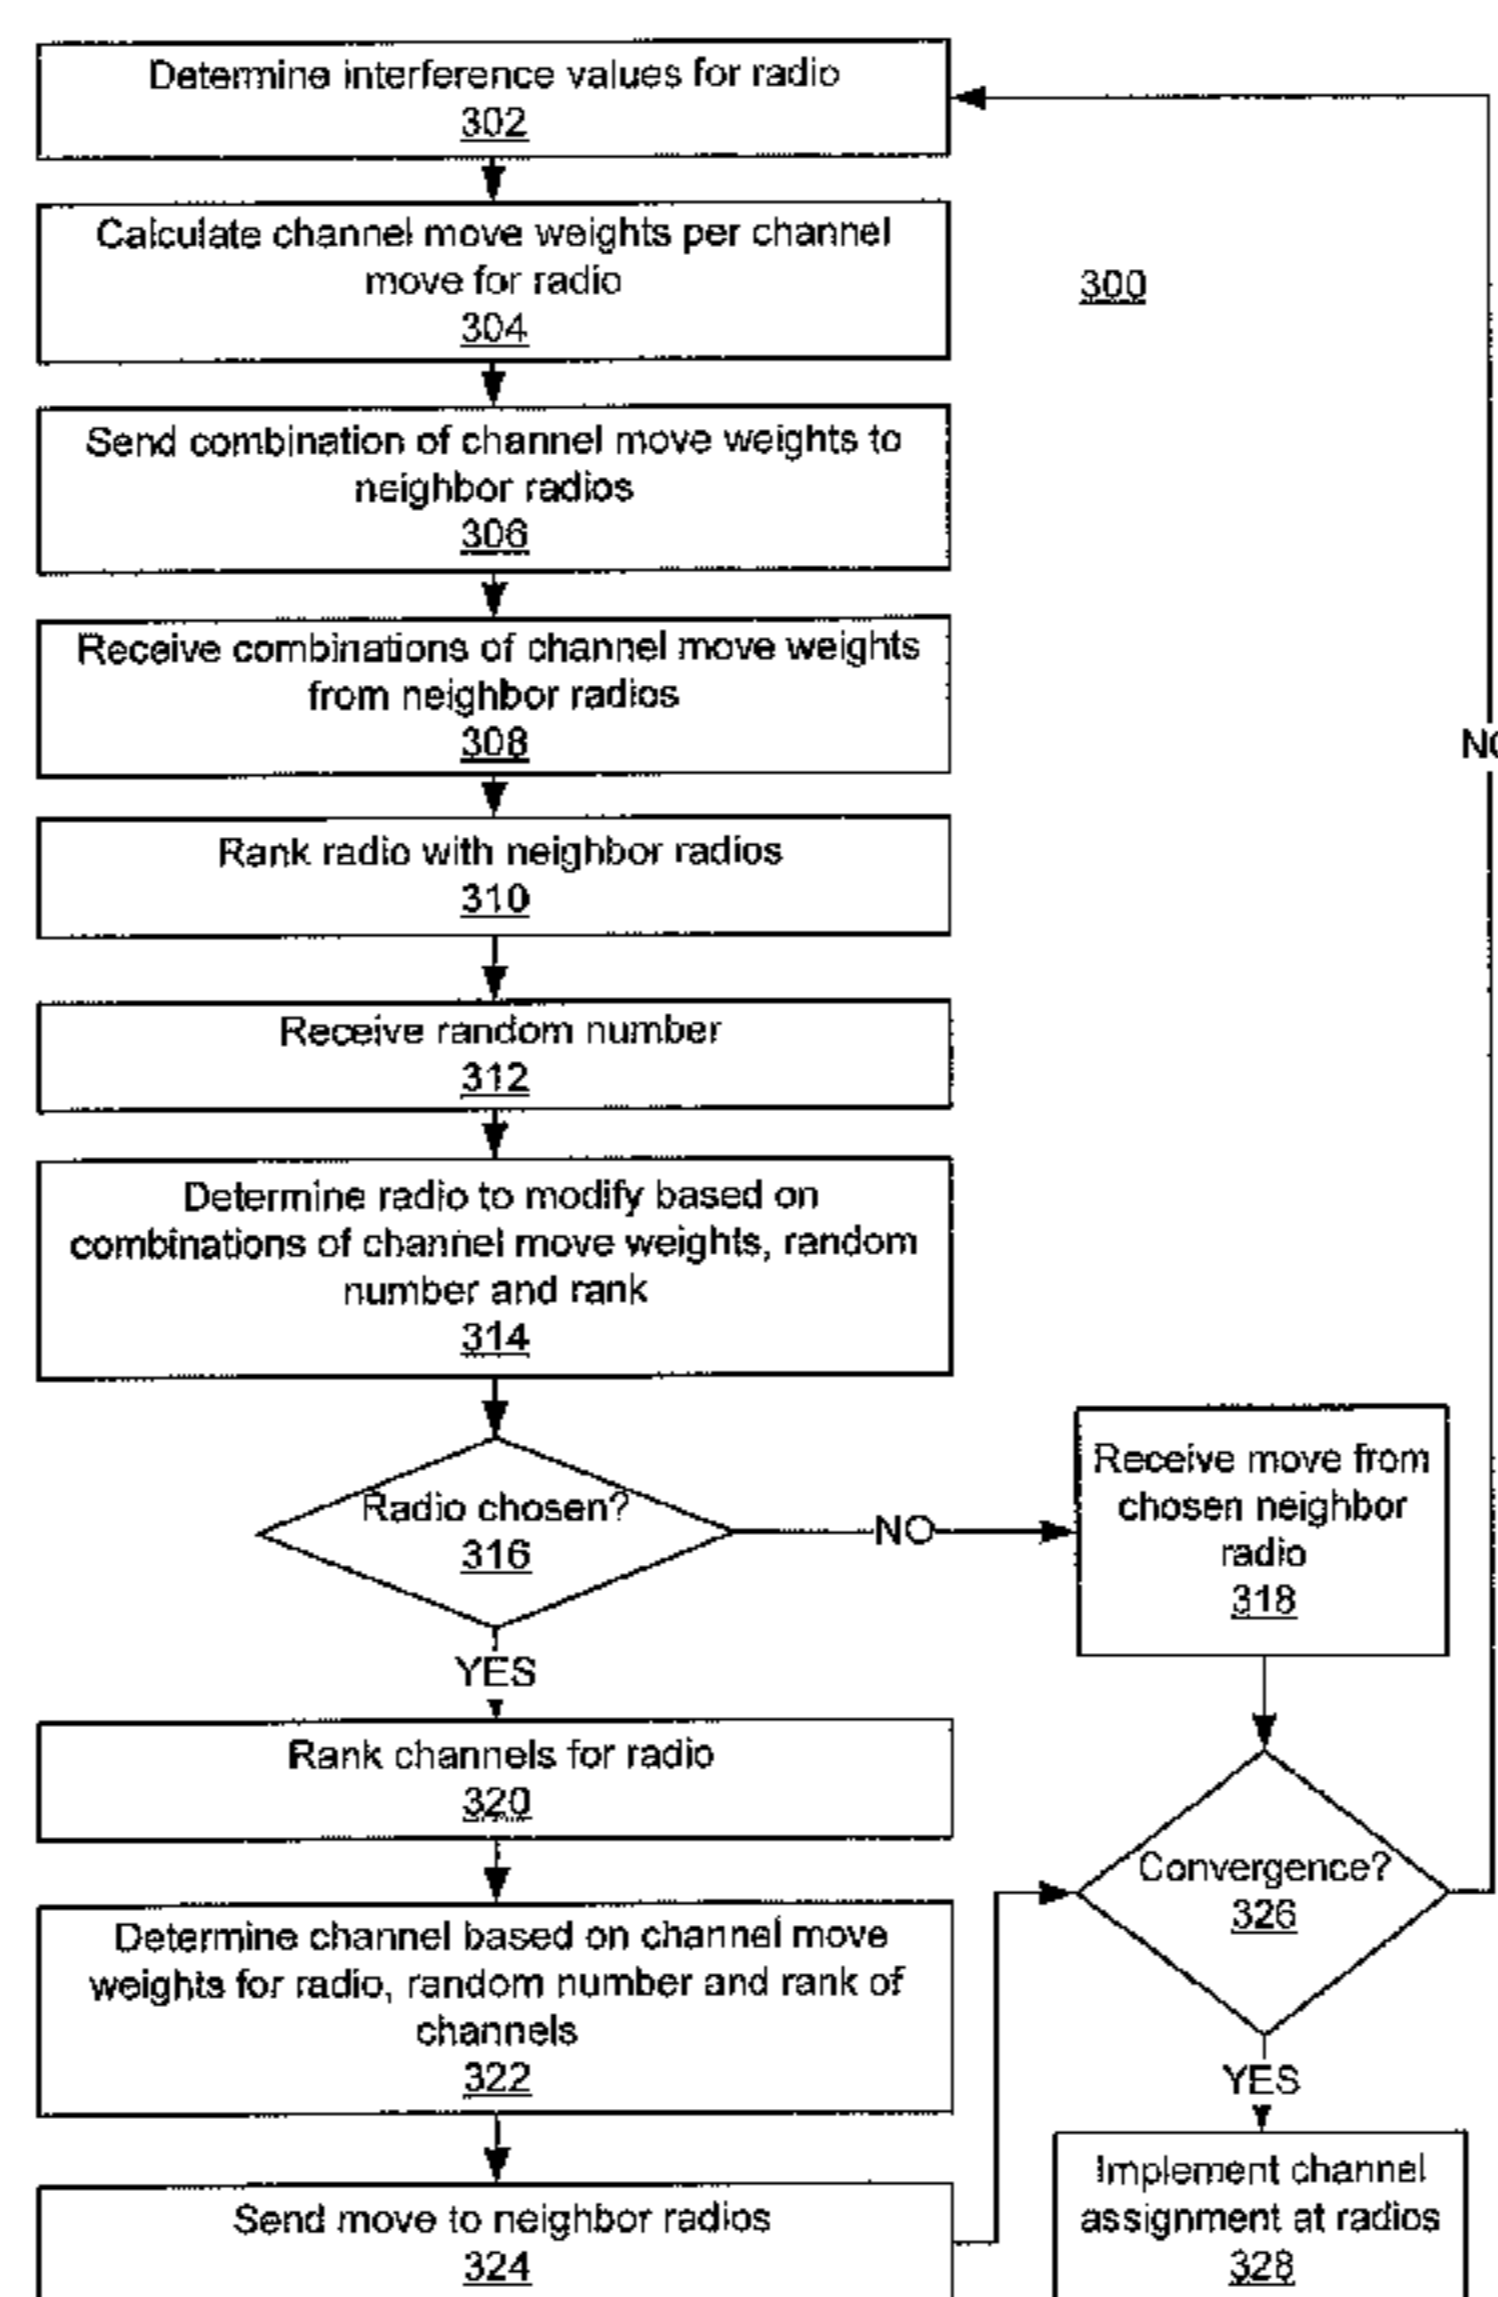 Determine interference values for radio
302
Calculate channel move weights per channel
move for radio
304
300
Send combination of channel move weights to
neighbor radios
306
Receive combinations of channel move weights
from neighbor radios
308
NO
Rank radio with neighbor radios
310
Receive random number
312
Determine radio to modify based on
combinations of channel move weights, random
number and rank
314
Radio chosen?
316
NO
Receive move from
chosen neighbor
radio
318
YES
Rank channels for radio
320
Convergence?
326
Determine channel based on channel move
weights for radio, random number and rank of
channels
322
YES
Send move to neighbor radios
324
Implement channel
assignment at radios
328